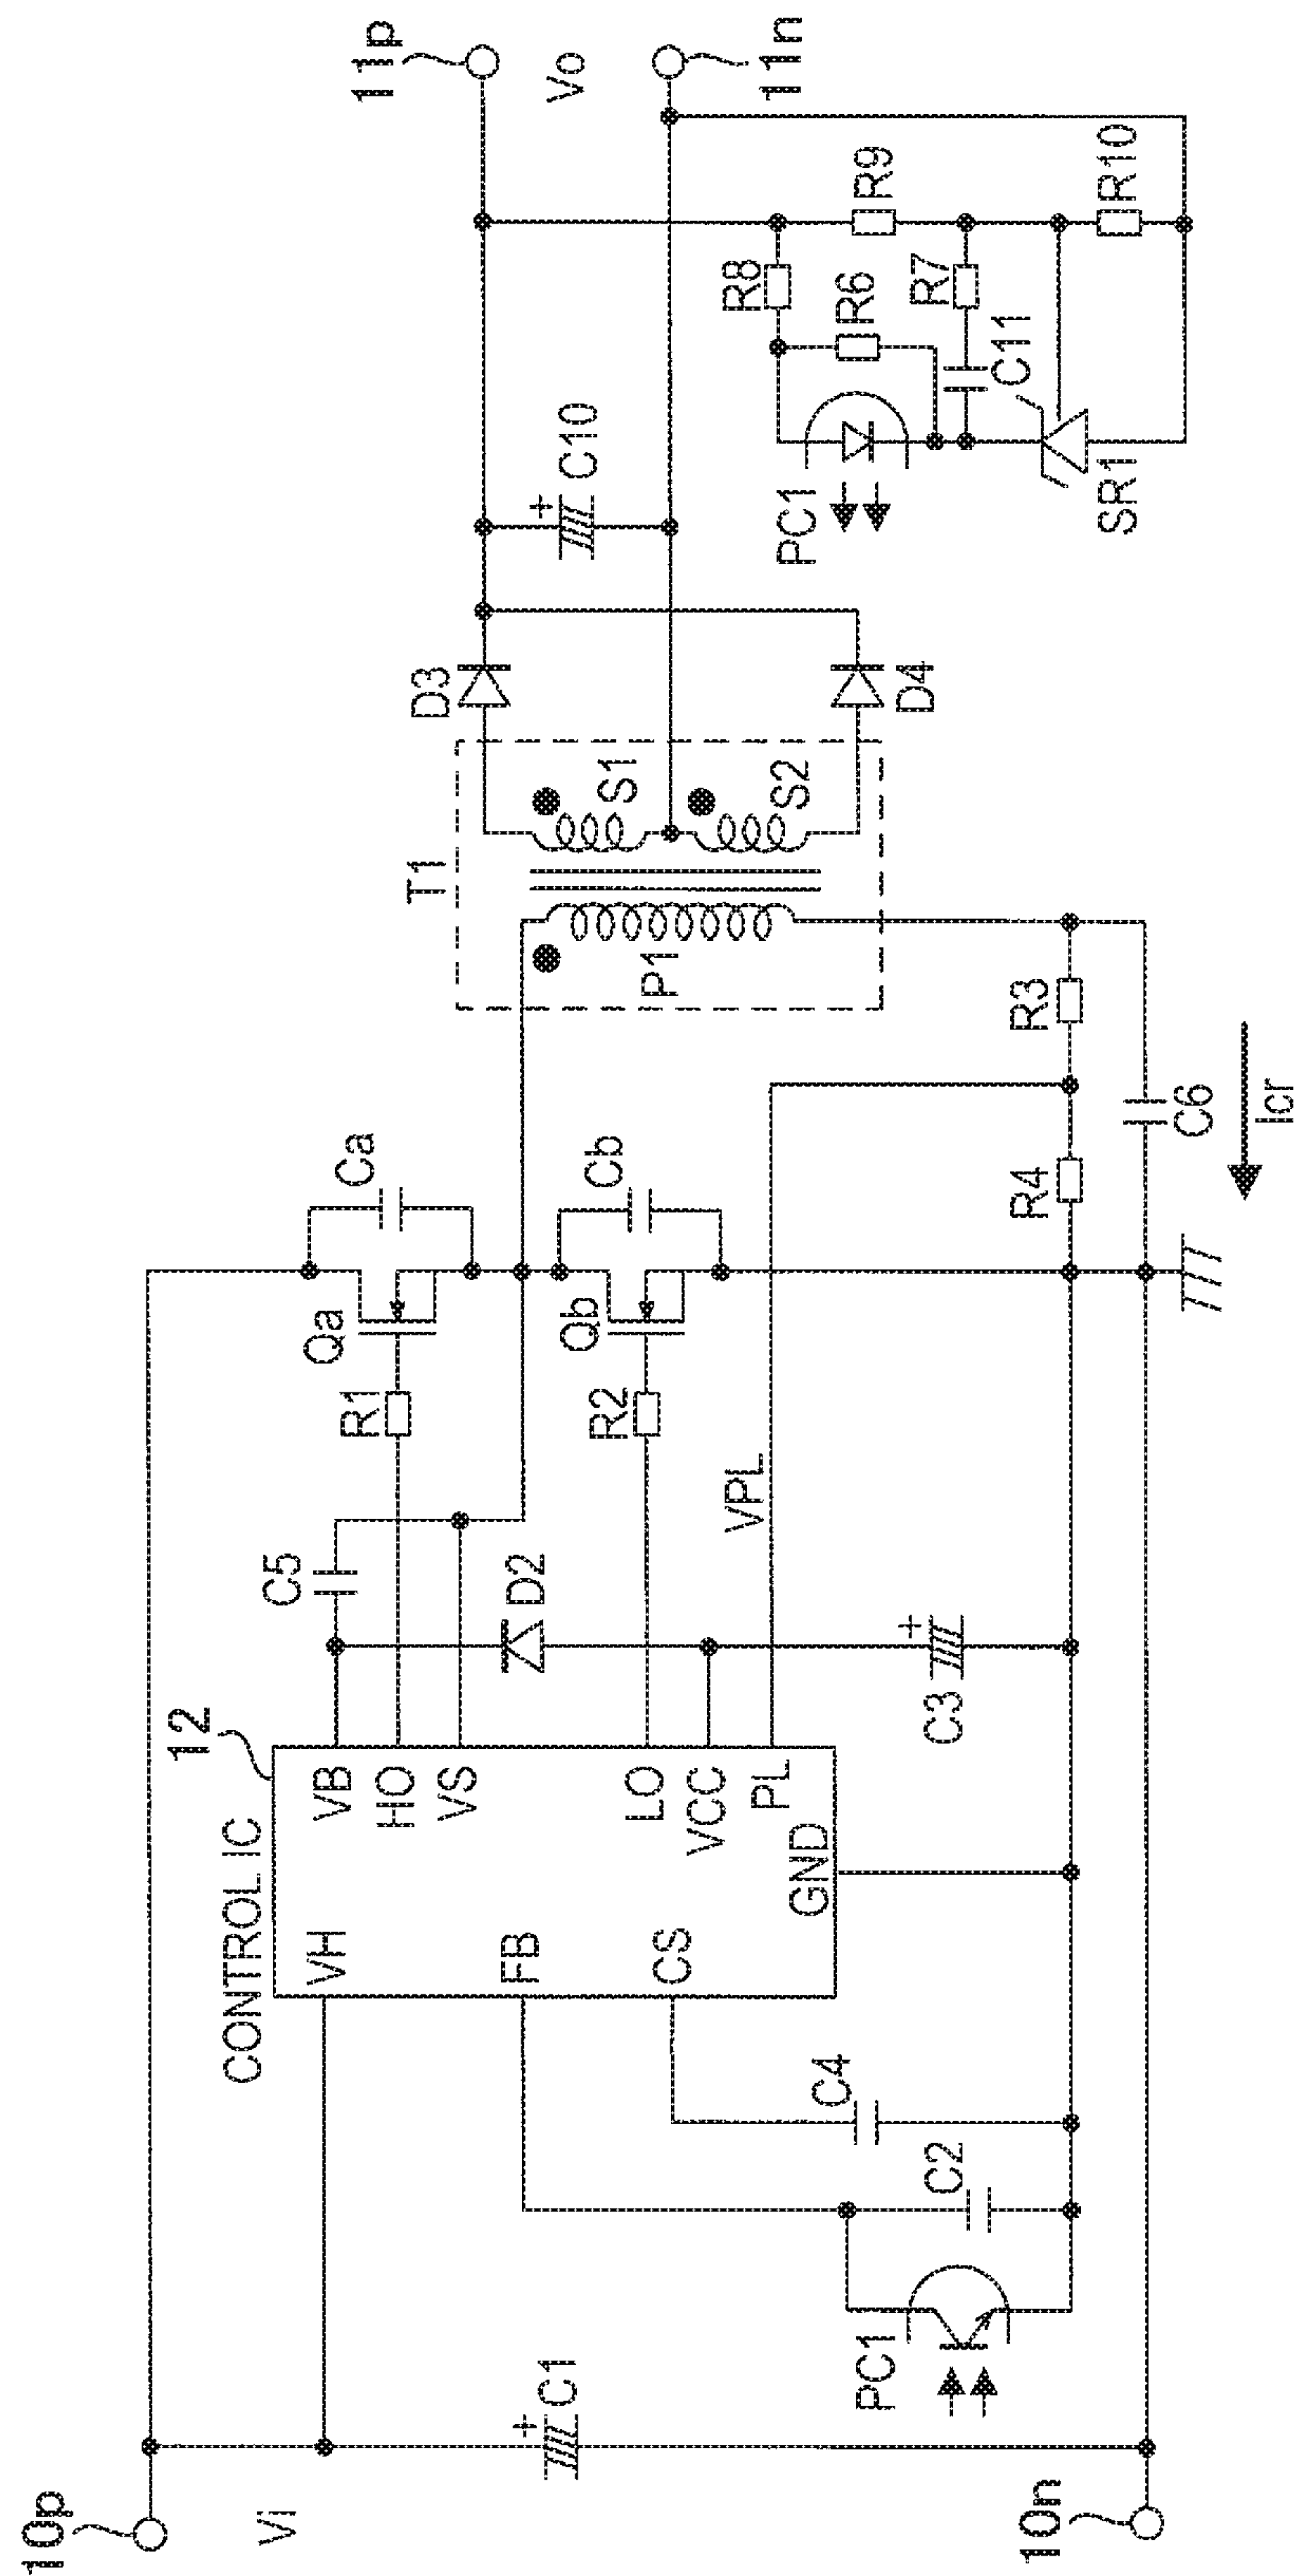 10p
Vi
10n
C1
PC1
C2
C4
CONTROL IC
12
VH
FB
CS
VB
HO
VS
LO
VCC
PL
GND
C5
D2
C3
R1
R2
VPL
Qa
Qb
Ca
Cb
R4
R3
C6
Icr
T1
P1
S1
S2
D3
D4
C10
PC1
R8
R6
R7
C11
SR1
R9
R10
11p
Vo
11n